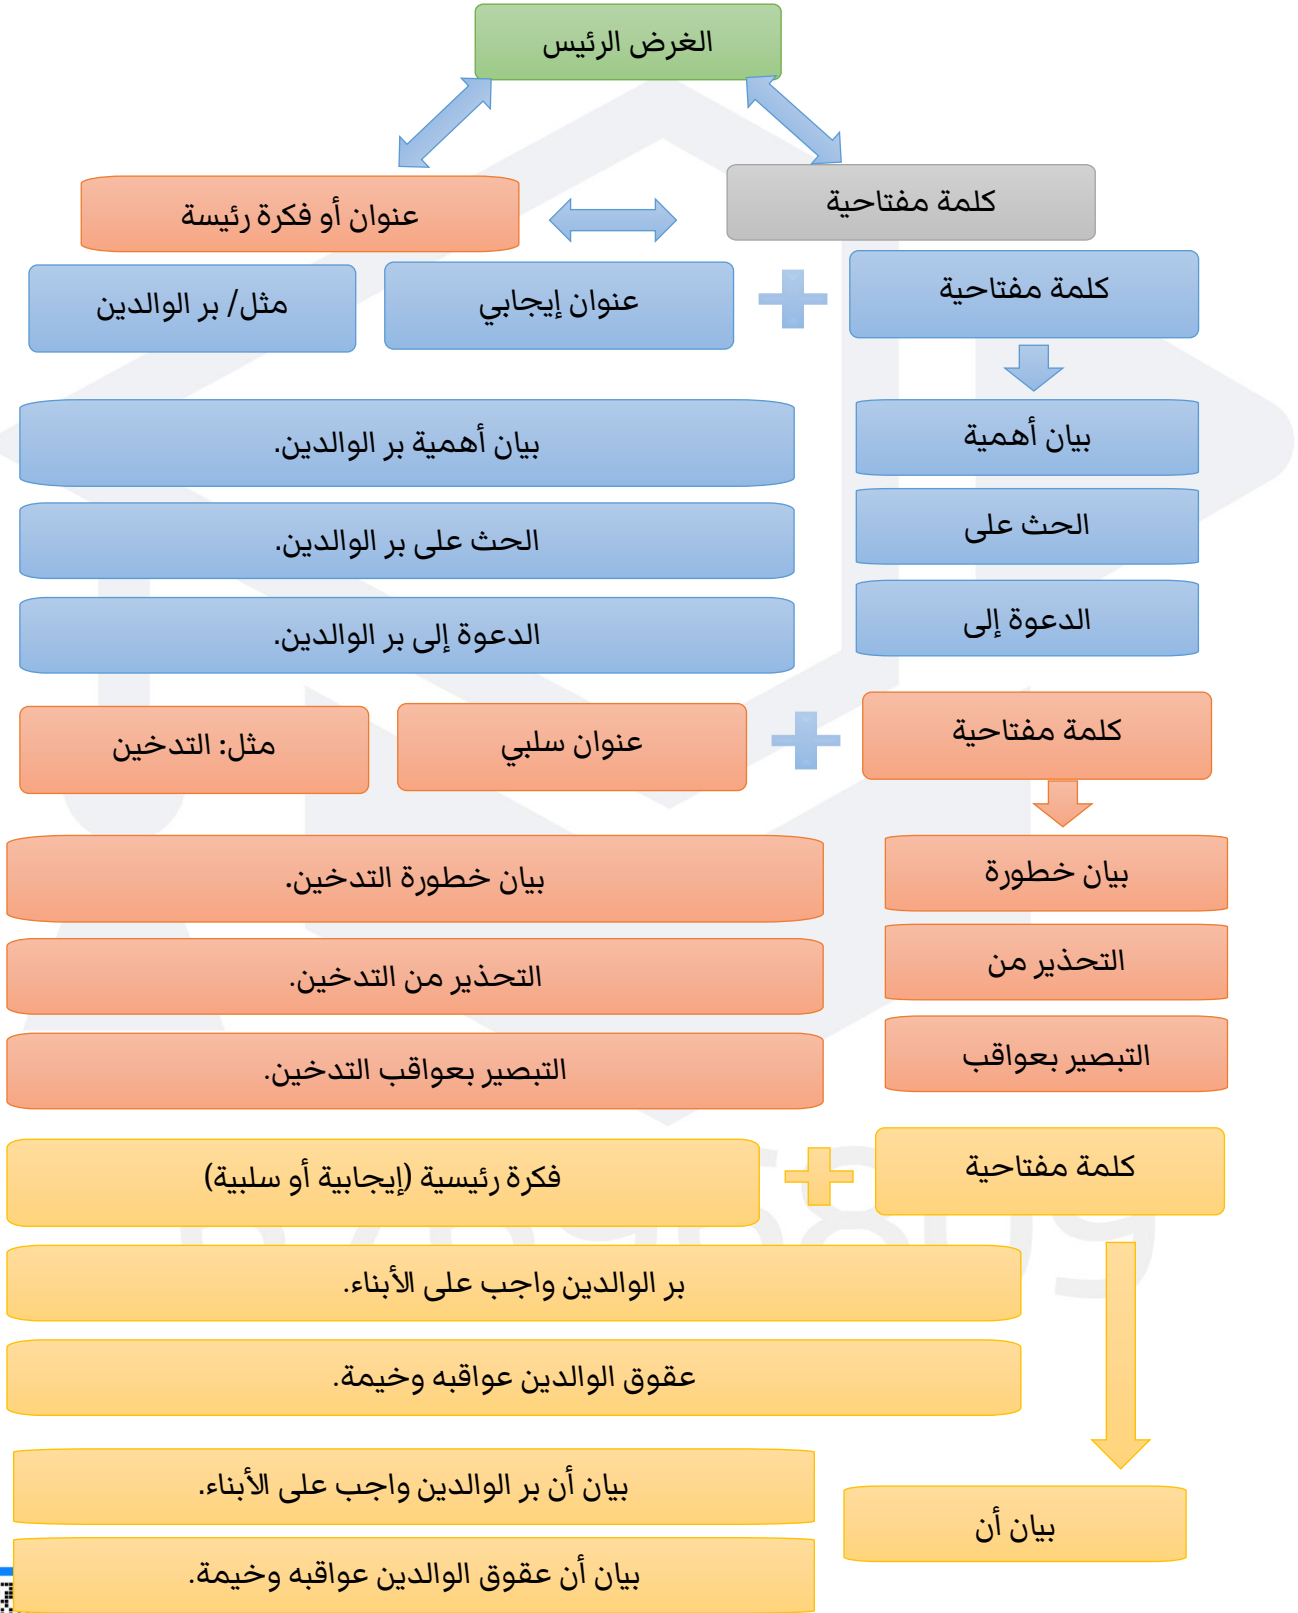 الغرض الرئيس
كلمة مفتاحية
عنوان أو فكرة رئيسة
كلمة مفتاحية
عنوان إيجابي
مثل/ بر الوالدين
بيان أهمية
بيان أهمية بر الوالدين.
الحث على
الحث على بر الوالدين.
الدعوة إلى
الدعوة إلى بر الوالدين.
كلمة مفتاحية
عنوان سلبي
مثل: التدخين
بيان خطورة
بيان خطورة التدخين.
التحذير من
التحذير من التدخين.
التبصير بعواقب
التبصير بعواقب التدخين.
كلمة مفتاحية
فكرة رئيسية (إيجابية أو سلبية)
بر الوالدين واجب على الأبناء.
عقوق الوالدين عواقبه وخيمة.
بيان أن
بيان أن بر الوالدين واجب على الأبناء.
بيان أن عقوق الوالدين عواقبه وخيمة.